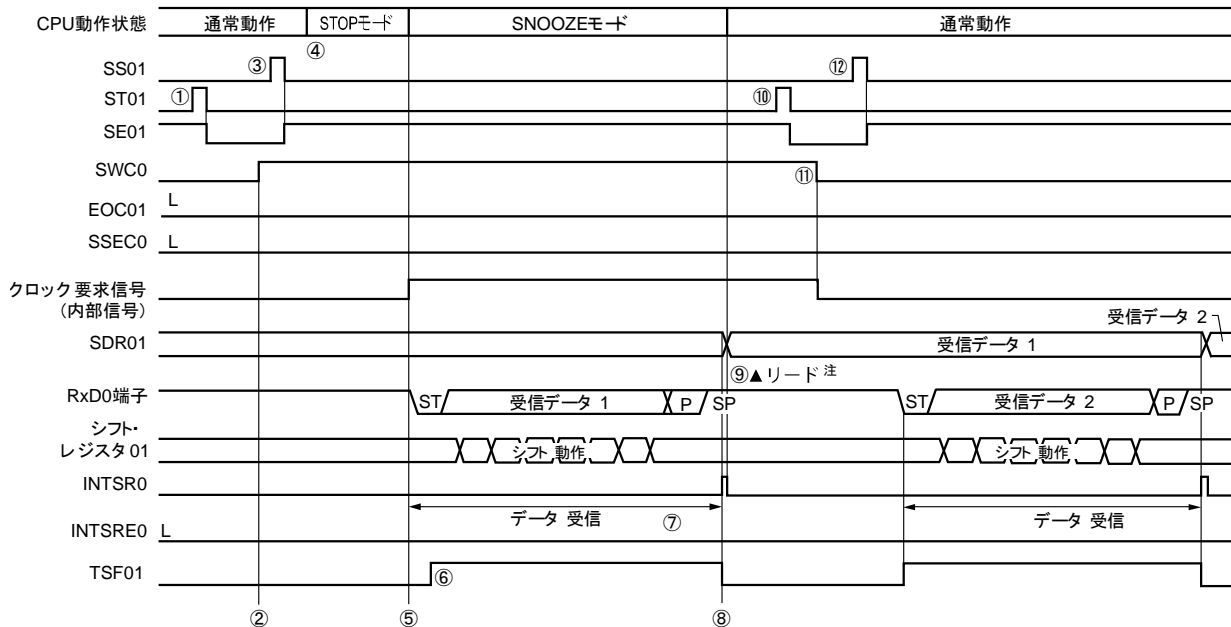 CPU動作状態 通常動作 STOPモード SNOOZEモード 通常動作
④
SS01 ③ ⑫
ST01 ① ⑩
SE01
SWC0 ⑪
EOC01 L
SSEC0 L
クロック要求信号
(内部信号)
受信データ 2
SDR01 受信データ 1
⑨▲リード 注
RxD0端子 ST 受信データ 1 P SP ST 受信データ 2 P SP
シフト・
レジスタ01 シフト 動作 シフト 動作
INTSR0
データ 受信 ⑦ データ 受信
INTSRE0 L
TSF01 ⑥
② ⑤ ⑧